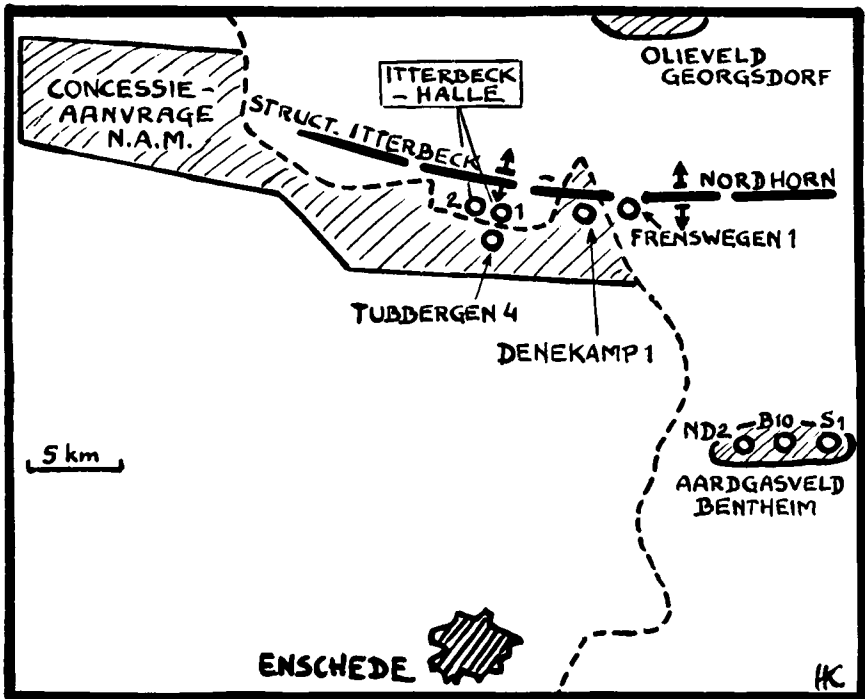 OLIEVELD
GEORGSDORF
CONCESSIE-
AANVRAGE
N.A.M.
ITTERBECK
-HALLE
STRUCT. ITTERBECK - NORDHORN
2 1
FRENSWEGEN 1
TUBBERGEN 4
DENEKAMP 1
5 km
ND2 - B10 - S1
AARDGASVELD
BENTHEIM
ENSCHEDE
HK